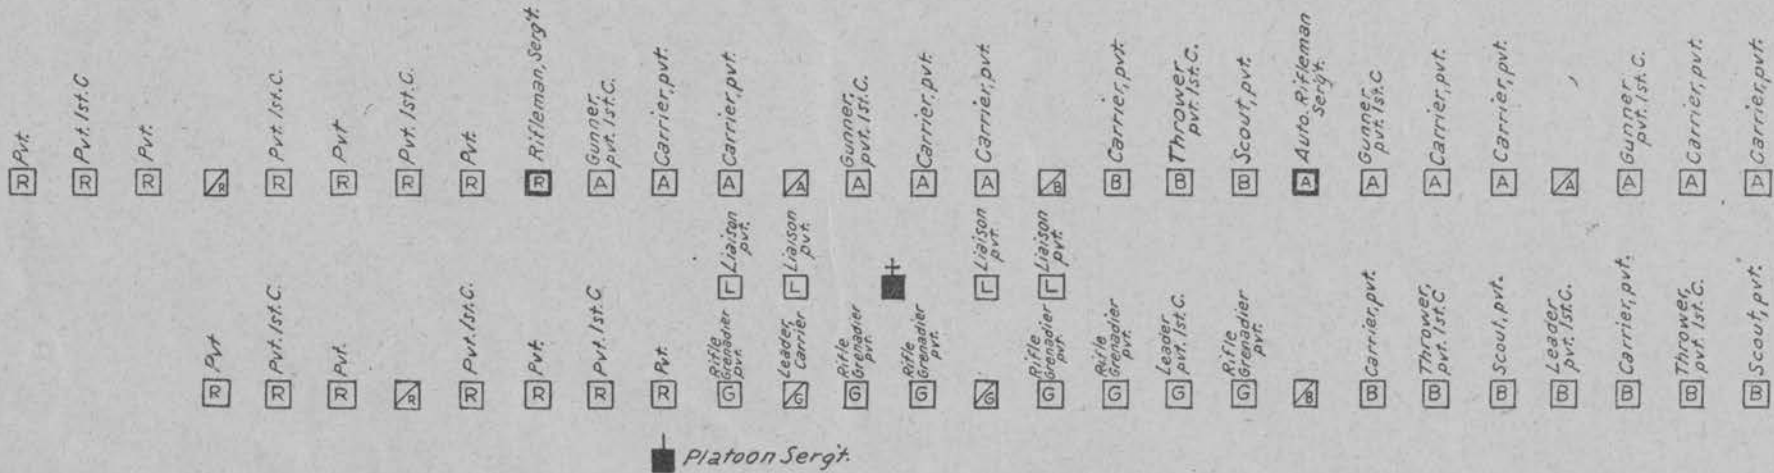 R Pvt.
R Pvt. 1st. C
R Pvt.
R
R Pvt. 1st. C.
R Pvt
R Pvt. 1st. C.
R Pvt.
R Rifleman, Sergt.
A Gunner, pvt. 1st. C.
A Carrier, pvt.
A Carrier, pvt.
A
A Gunner, pvt. 1st. C.
A Carrier, pvt.
A Carrier, pvt.
B
B Carrier, pvt.
B Thrower pvt. 1st. C.
B Scout, pvt.
A Auto. Rifleman Sergt.
A Gunner pvt. 1st. C
A Carrier, pvt.
A Carrier, pvt.
A
A Gunner pvt. 1st. C.
A Carrier, pvt.
A Carrier, pvt.
L Liaison pvt.
L Liaison pvt.
L Liaison pvt.
L Liaison pvt.
R Pvt
R Pvt. 1st. C.
R Pvt.
R
R Pvt. 1st. C.
R Pvt.
R Pvt. 1st. C
R Pvt.
G Rifle Grenadier pvt.
G Leader, Carrier
G Rifle Grenadier pvt.
G Rifle Grenadier pvt.
G
G Rifle Grenadier pvt.
G Rifle Grenadier pvt.
G Leader pvt. 1st. C.
G Rifle Grenadier pvt.
B
B Carrier, pvt.
B Thrower, pvt. 1st. C
B Scout, pvt.
B Leader pvt. 1st. C.
B Carrier, pvt.
B Thrower, pvt. 1st. C.
B Scout, pvt.
Platoon Sergt.